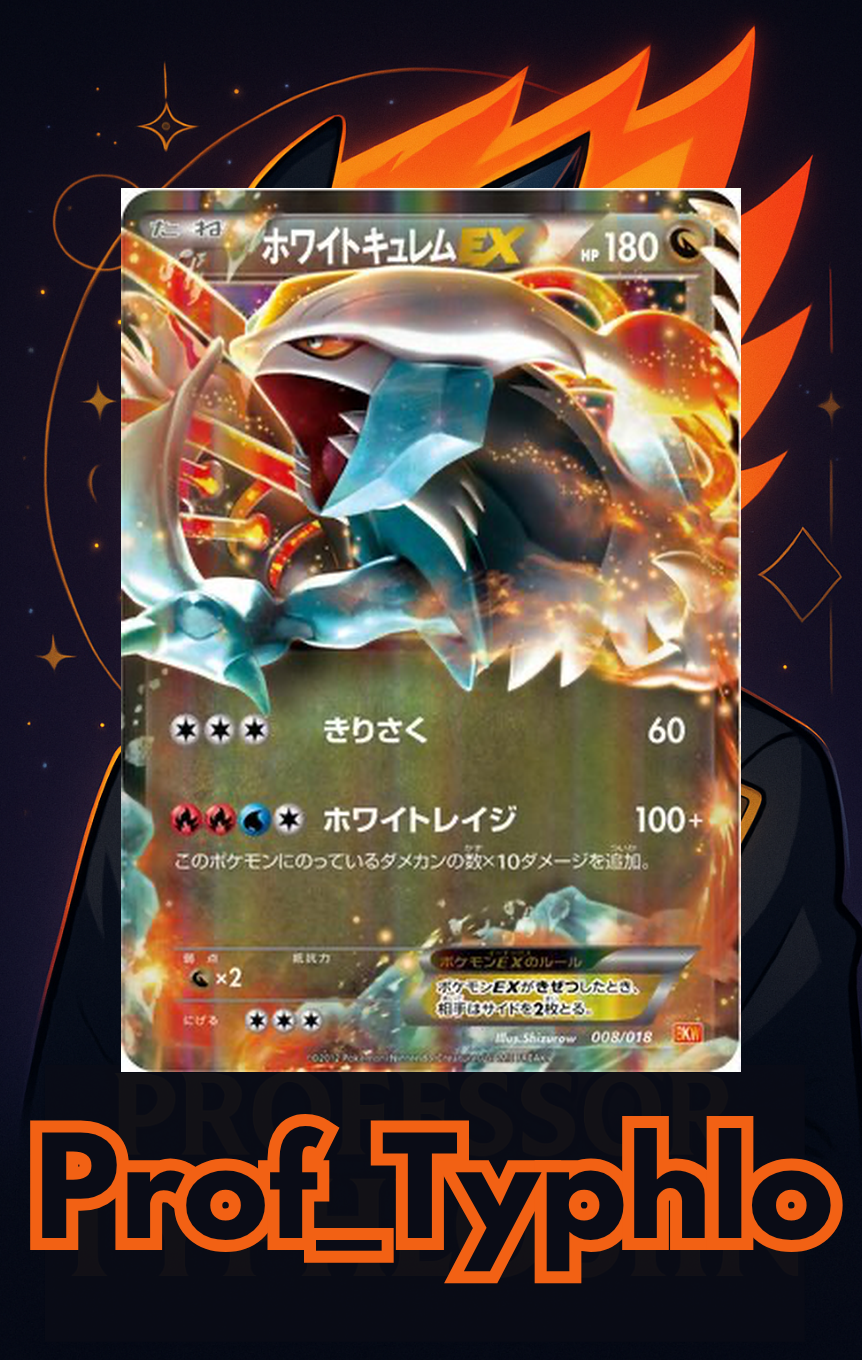 たね
ホワイトキュレムEX HP 180
きりさく 60
ホワイトレイジ 100+
このポケモンにのっているダメカンの数×10ダメージを追加。
弱点 抵抗力
×2
ポケモンEXのルール
ポケモンEXがきぜつしたとき、
相手はサイドを2枚とる。
にげる
Illus. Shizurow 008/018 BKW
PROFESSOR
Prof_Typhlo